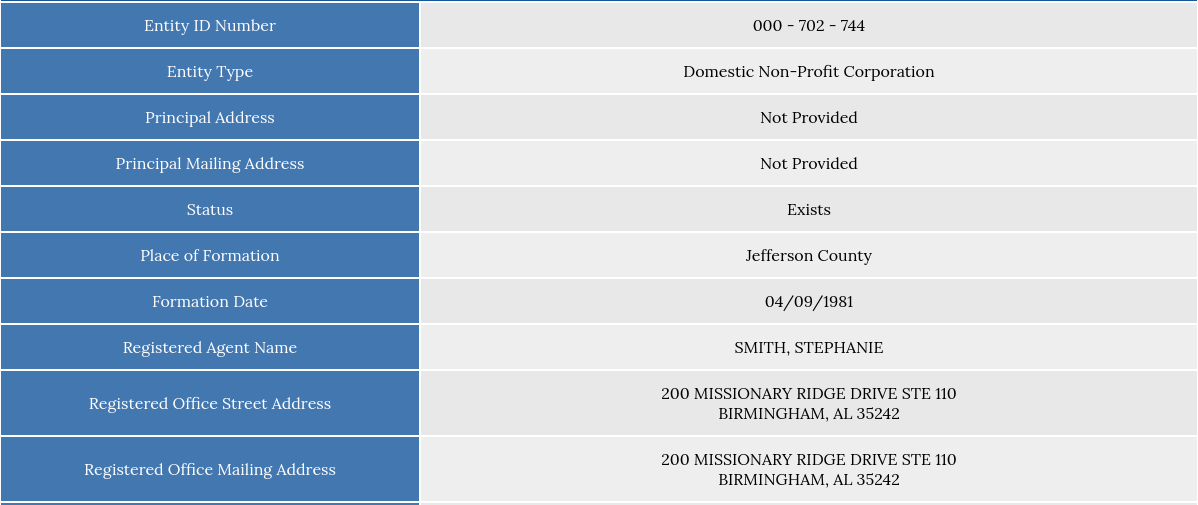 Entity ID Number 000 - 702 - 744
Entity Type Domestic Non-Profit Corporation
Principal Address Not Provided
Principal Mailing Address Not Provided
Status Exists
Place of Formation Jefferson County
Formation Date 04/09/1981
Registered Agent Name SMITH, STEPHANIE
Registered Office Street Address 200 MISSIONARY RIDGE DRIVE STE 110
BIRMINGHAM, AL 35242
Registered Office Mailing Address 200 MISSIONARY RIDGE DRIVE STE 110
BIRMINGHAM, AL 35242